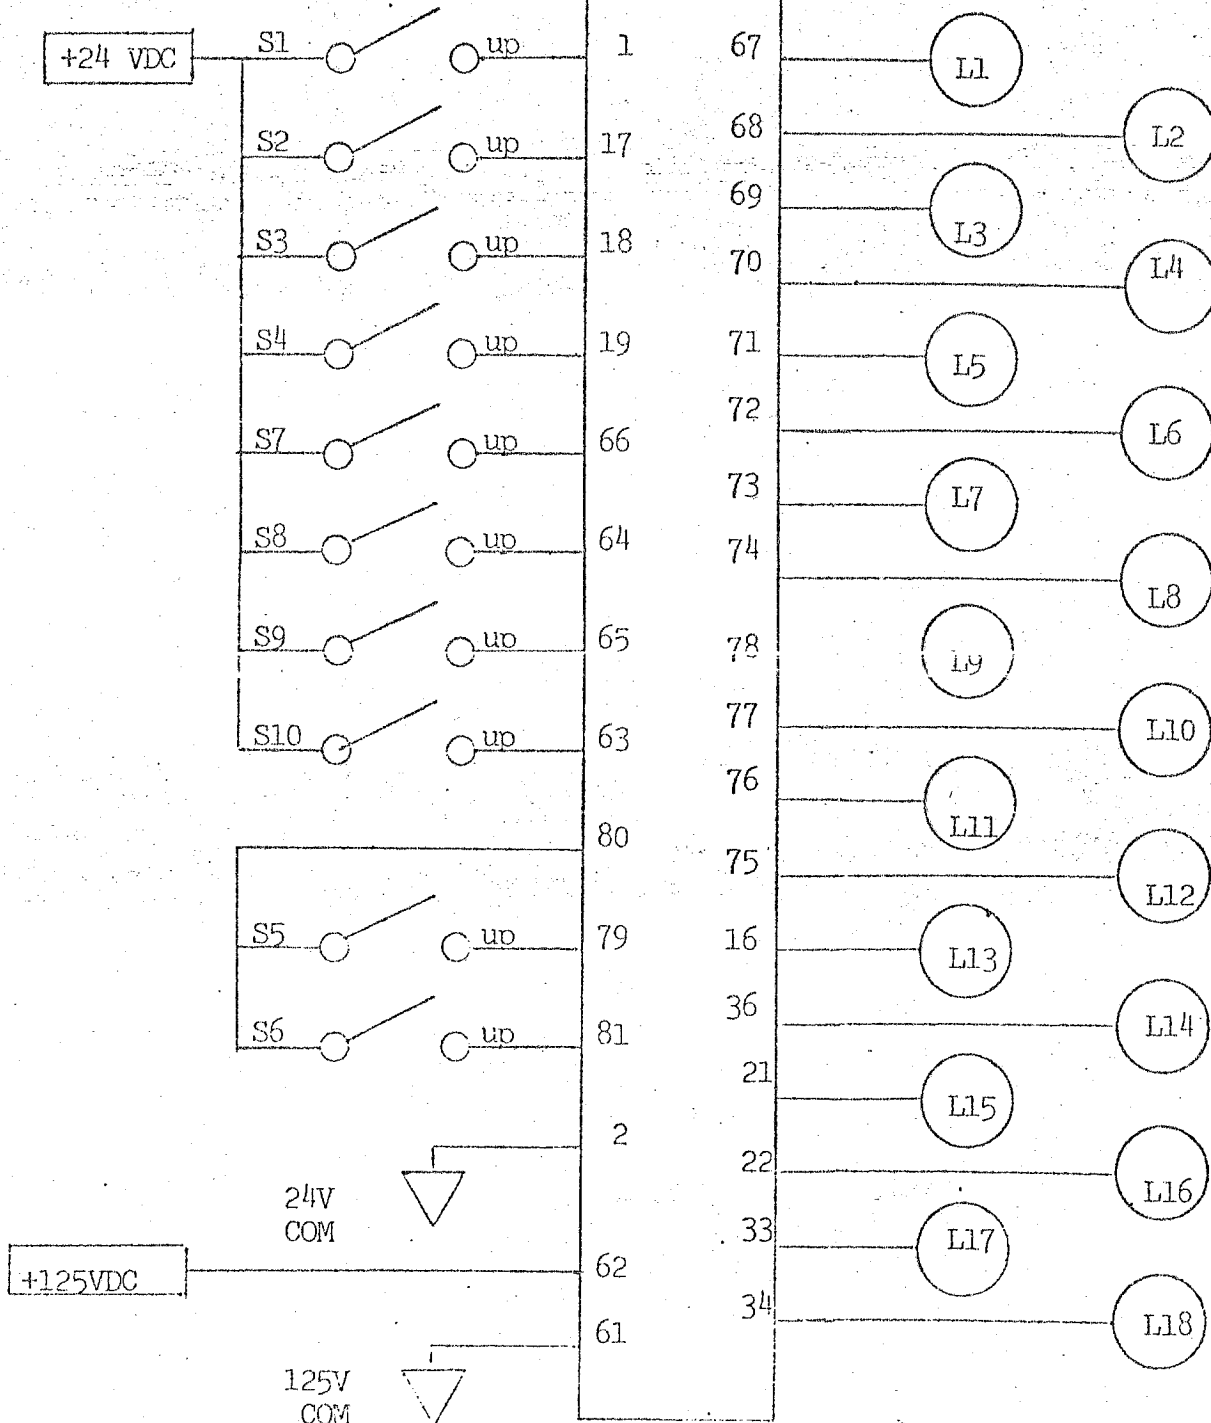 +24 VDC
S1 up 1
S2 up 17
S3 up 18
S4 up 19
S7 up 66
S8 up 64
S9 up 65
S10 up 63
80
S5 up 79
S6 up 81
2
24V
COM
+125VDC
62
61
125V
COM
67 L1
68 L2
69 L3
70 L4
71 L5
72 L6
73 L7
74 L8
78 L9
77 L10
76 L11
75 L12
16 L13
36 L14
21 L15
22 L16
33 L17
34 L18